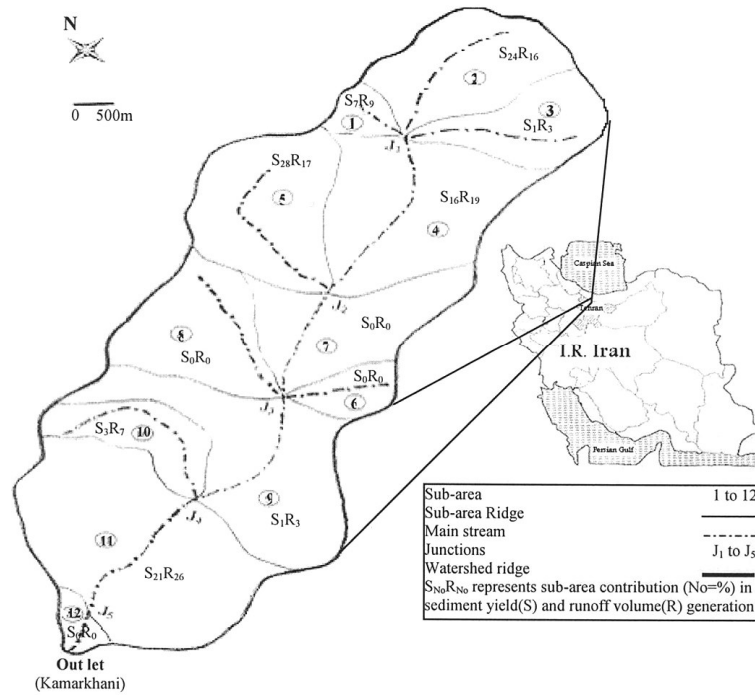 N
0 500m
S24R16
2
S7R9
1
3
S1R3
J1
S28R17
5
S16R19
4
J2
S0R0
8
S0R0
7
S0R0
6
J3
S3R7
10
9
S1R3
J4
11
S21R26
12
J5
S0R0
Out let
(Kamarkhani)
Caspian Sea
Tehran
I.R. Iran
Persian Gulf
Sub-area 1 to 12
Sub-area Ridge
Main stream
Junctions J1 to J5
Watershed ridge
SNoRNo represents sub-area contribution (No=%) in
sediment yield(S) and runoff volume(R) generation